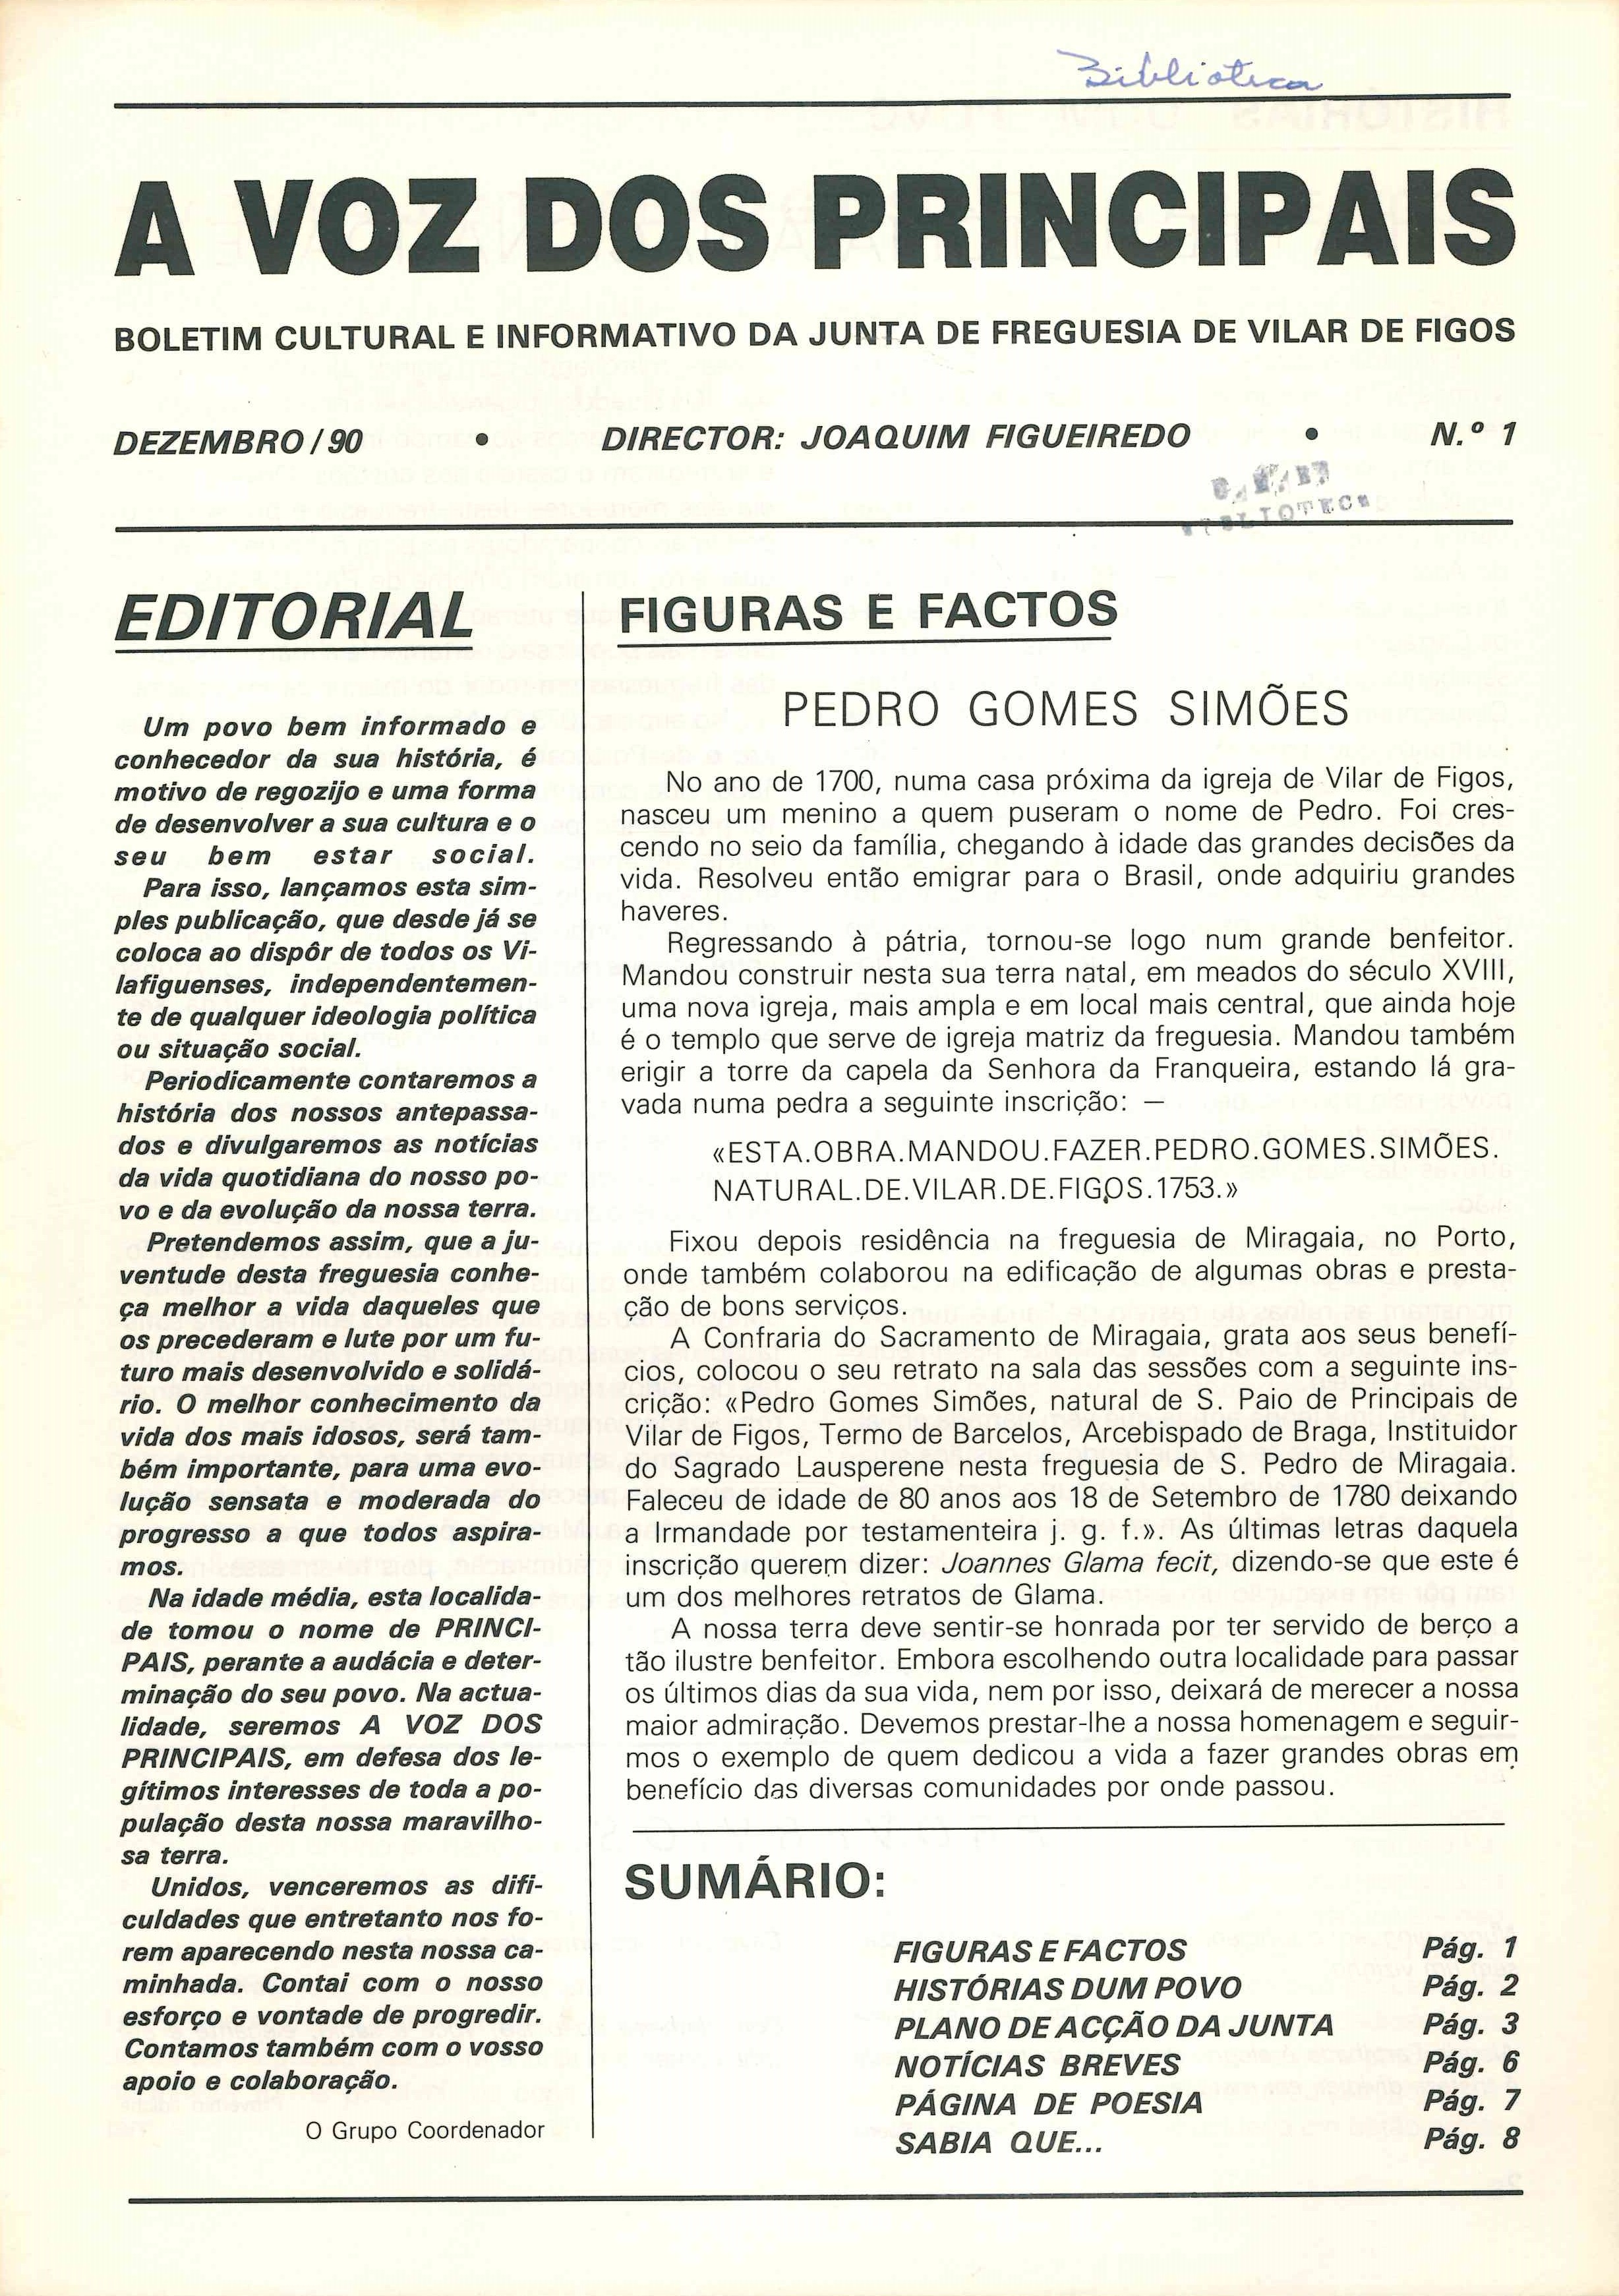 Biblioteca
A VOZ DOS PRINCIPAIS
BOLETIM CULTURAL E INFORMATIVO DA JUNTA DE FREGUESIA DE VILAR DE FIGOS
DEZEMBRO / 90 • DIRECTOR: JOAQUIM FIGUEIREDO • N.º 1
EDITORIAL
Um povo bem informado e
conhecedor da sua história, é
motivo de regozijo e uma forma
de desenvolver a sua cultura e o
seu bem estar social.
Para isso, lançamos esta sim-
ples publicação, que desde já se
coloca ao dispôr de todos os Vi-
lafiguenses, independentemen-
te de qualquer ideologia política
ou situação social.
Periodicamente contaremos a
história dos nossos antepassa-
dos e divulgaremos as notícias
da vida quotidiana do nosso po-
vo e da evolução da nossa terra.
Pretendemos assim, que a ju-
ventude desta freguesia conhe-
ça melhor a vida daqueles que
os precederam e lute por um fu-
turo mais desenvolvido e solidá-
rio. O melhor conhecimento da
vida dos mais idosos, será tam-
bém importante, para uma evo-
lução sensata e moderada do
progresso a que todos aspira-
mos.
Na idade média, esta localida-
de tomou o nome de PRINCI-
PAIS, perante a audácia e deter-
minação do seu povo. Na actua-
lidade, seremos A VOZ DOS
PRINCIPAIS, em defesa dos le-
gítimos interesses de toda a po-
pulação desta nossa maravilho-
sa terra.
Unidos, venceremos as difi-
culdades que entretanto nos fo-
rem aparecendo nesta nossa ca-
minhada. Contai com o nosso
esforço e vontade de progredir.
Contamos também com o vosso
apoio e colaboração.
O Grupo Coordenador
FIGURAS E FACTOS
PEDRO GOMES SIMÕES
No ano de 1700, numa casa próxima da igreja de Vilar de Figos,
nasceu um menino a quem puseram o nome de Pedro. Foi cres-
cendo no seio da família, chegando à idade das grandes decisões da
vida. Resolveu então emigrar para o Brasil, onde adquiriu grandes
haveres.
Regressando à pátria, tornou-se logo num grande benfeitor.
Mandou construir nesta sua terra natal, em meados do século XVIII,
uma nova igreja, mais ampla e em local mais central, que ainda hoje
é o templo que serve de igreja matriz da freguesia. Mandou também
erigir a torre da capela da Senhora da Franqueira, estando lá gra-
vada numa pedra a seguinte inscrição: —
«ESTA.OBRA.MANDOU.FAZER.PEDRO.GOMES.SIMÕES.
NATURAL.DE.VILAR.DE.FIGOS.1753.»
Fixou depois residência na freguesia de Miragaia, no Porto,
onde também colaborou na edificação de algumas obras e presta-
ção de bons serviços.
A Confraria do Sacramento de Miragaia, grata aos seus benefí-
cios, colocou o seu retrato na sala das sessões com a seguinte ins-
crição: «Pedro Gomes Simões, natural de S. Paio de Principais de
Vilar de Figos, Termo de Barcelos, Arcebispado de Braga, Instituidor
do Sagrado Lausperene nesta freguesia de S. Pedro de Miragaia.
Faleceu de idade de 80 anos aos 18 de Setembro de 1780 deixando
a Irmandade por testamenteira j. g. f.». As últimas letras daquela
inscrição querem dizer: Joannes Glama fecit, dizendo-se que este é
um dos melhores retratos de Glama.
A nossa terra deve sentir-se honrada por ter servido de berço a
tão ilustre benfeitor. Embora escolhendo outra localidade para passar
os últimos dias da sua vida, nem por isso, deixará de merecer a nossa
maior admiração. Devemos prestar-lhe a nossa homenagem e seguir-
mos o exemplo de quem dedicou a vida a fazer grandes obras em
benefício das diversas comunidades por onde passou.
SUMÁRIO:
FIGURAS E FACTOS Pág. 1
HISTÓRIAS DUM POVO Pág. 2
PLANO DE ACÇÃO DA JUNTA Pág. 3
NOTÍCIAS BREVES Pág. 6
PÁGINA DE POESIA Pág. 7
SABIA QUE... Pág. 8